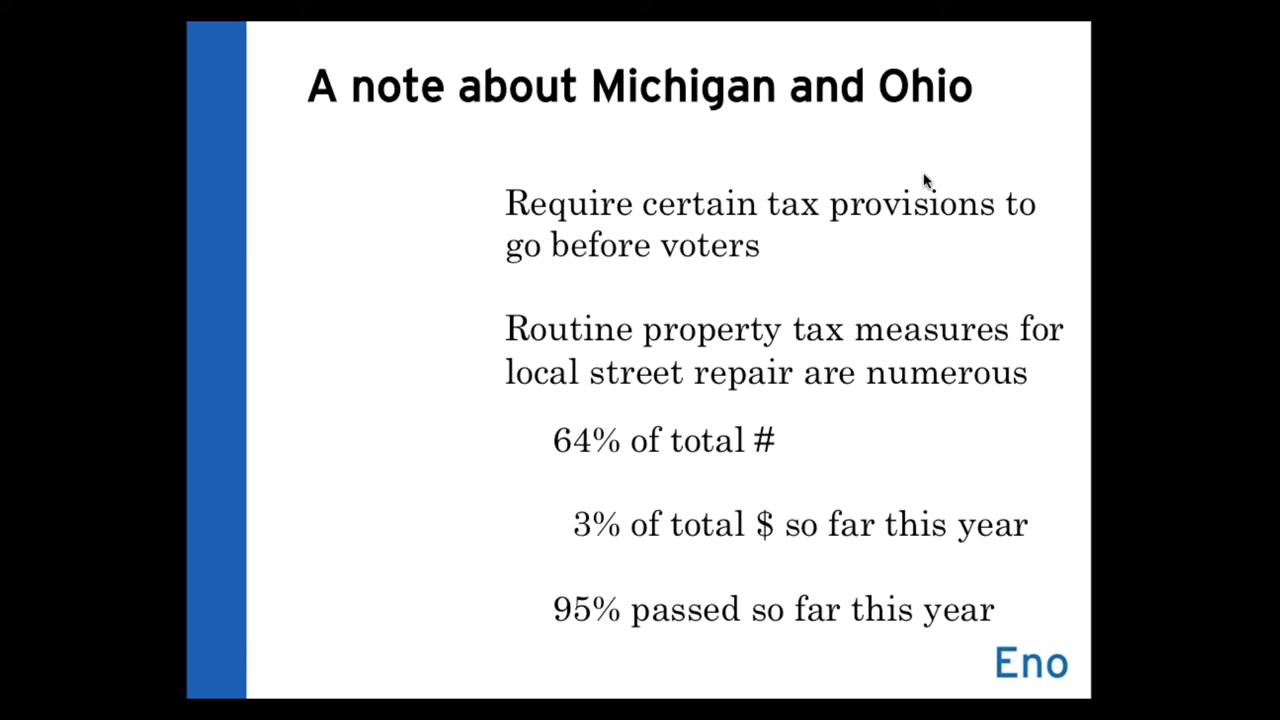 A note about Michigan and Ohio
Require certain tax provisions to
go before voters
Routine property tax measures for
local street repair are numerous
64% of total #
3% of total $ so far this year
95% passed so far this year
Eno